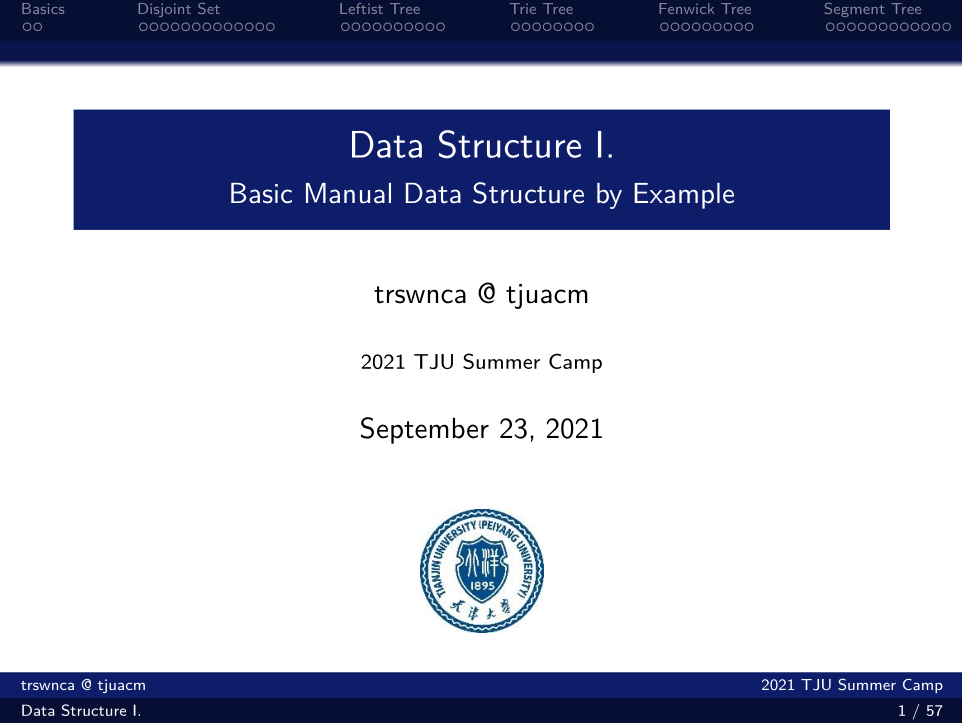 Basics Disjoint Set Leftist Tree Trie Tree Fenwick Tree Segment Tree
Data Structure I.
Basic Manual Data Structure by Example
trswnca @ tjuacm
2021 TJU Summer Camp
September 23, 2021
TIANJIN UNIVERSITY (PEIYANG UNIVERSITY)
北洋
1895
天津大學
trswnca @ tjuacm 2021 TJU Summer Camp
Data Structure I. 1 / 57